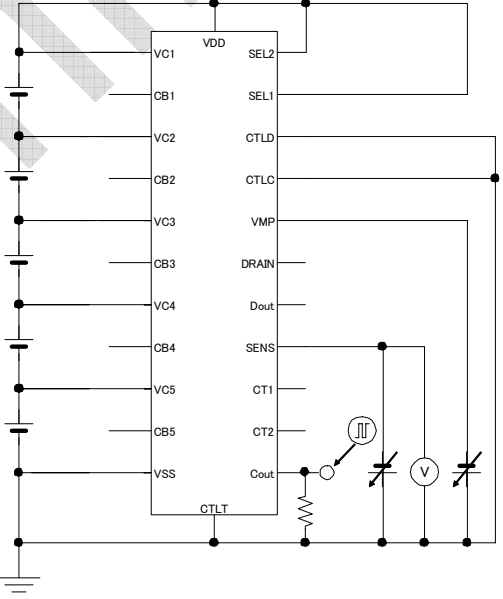 VDD
VC1
SEL2
CB1
SEL1
VC2
CTLD
CB2
CTLC
VC3
VMP
CB3
DRAIN
VC4
Dout
CB4
SENS
VC5
CT1
CB5
CT2
VSS
Cout
V
CTLT